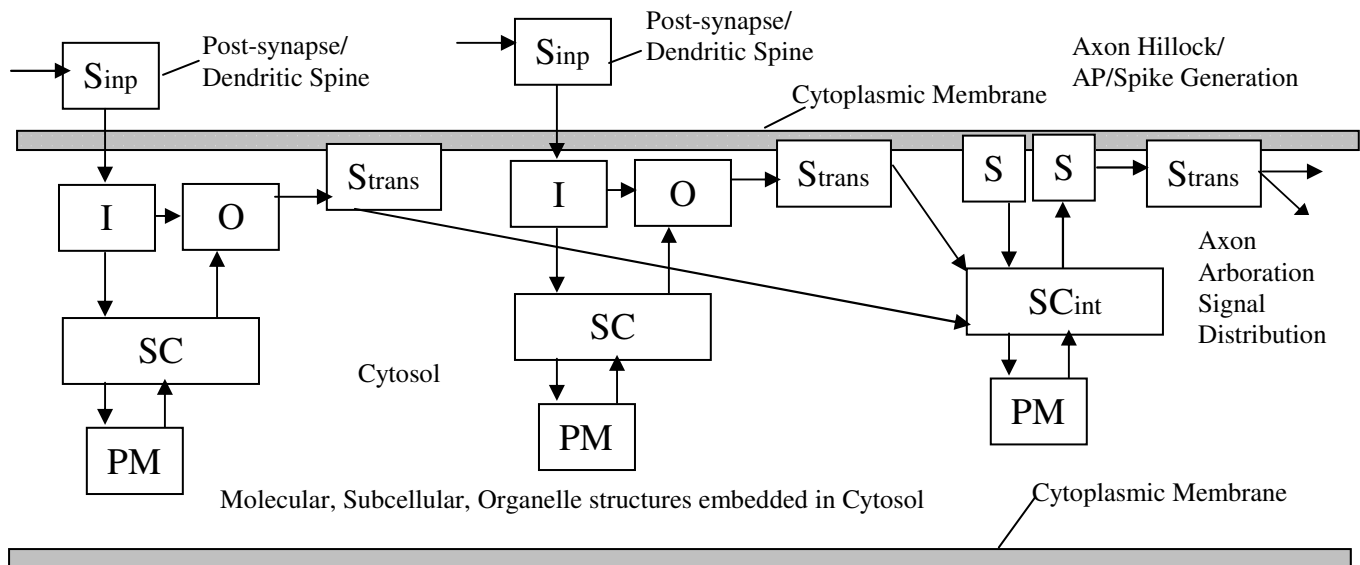 Post-synapse/
Dendritic Spine
Post-synapse/
Dendritic Spine
Axon Hillock/
AP/Spike Generation
Sinp
Sinp
Cytoplasmic Membrane
I
O
Strans
I
O
Strans
S
S
Strans
Axon
Arboration
Signal
Distribution
SC
SC
SCint
Cytosol
PM
PM
PM
Molecular, Subcellular, Organelle structures embedded in Cytosol
Cytoplasmic Membrane